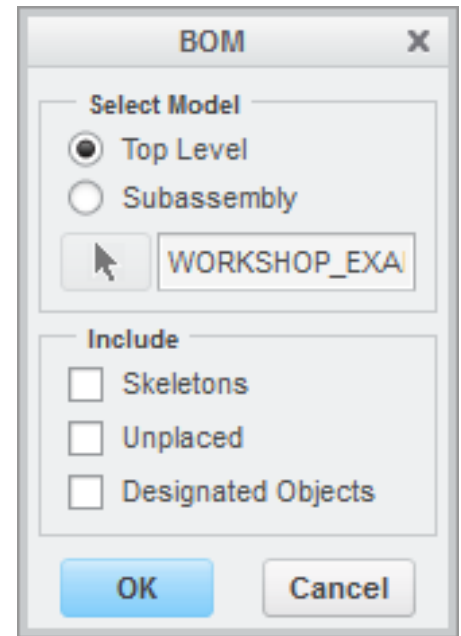 BOM
Select Model
Top Level
Subassembly
WORKSHOP_EXA
Include
Skeletons
Unplaced
Designated Objects
OK Cancel